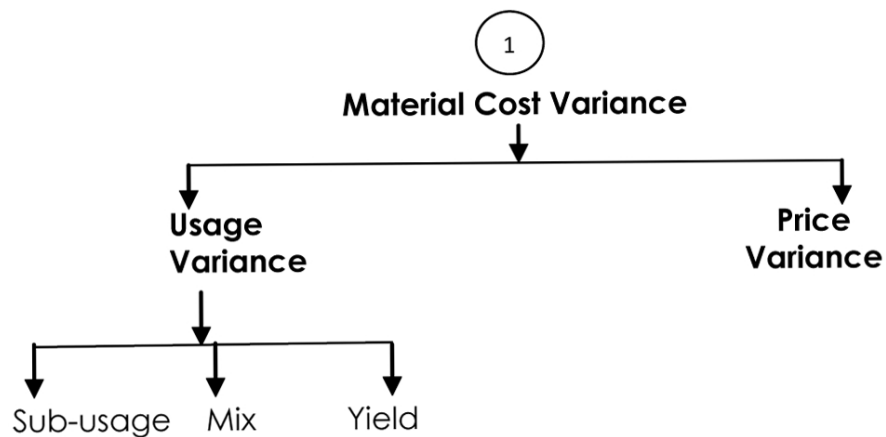 1
Material Cost Variance
Usage
Variance
Price
Variance
Sub-usage
Mix
Yield